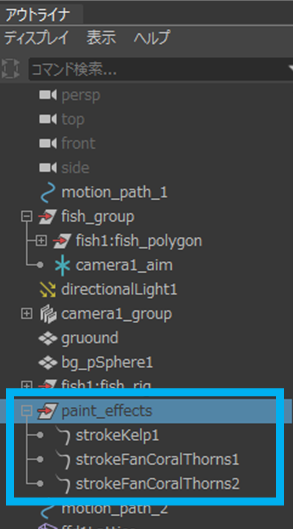 アウトライナ
ディスプレイ 表示 ヘルプ
コマンド検索...
persp
top
front
side
motion_path_1
fish_group
fish1:fish_polygon
camera1_aim
directionalLight1
camera1_group
gruound
bg_pSphere1
fish1:fish_rig
paint_effects
strokeKelp1
strokeFanCoralThorns1
strokeFanCoralThorns2
motion_path_2